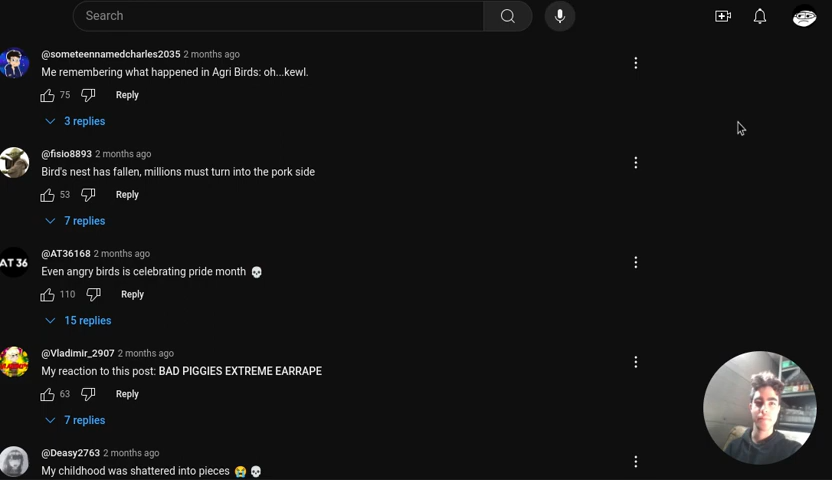 Search
@someteennamedcharles2035 2 months ago
Me remembering what happened in Agri Birds: oh...kewl.
75 Reply
3 replies
@fisio8893 2 months ago
Bird's nest has fallen, millions must turn into the pork side
53 Reply
7 replies
@AT36168 2 months ago
AT 36
Even angry birds is celebrating pride month 💀
110 Reply
15 replies
@Vladimir_2907 2 months ago
My reaction to this post: BAD PIGGIES EXTREME EARRAPE
63 Reply
7 replies
@Deasy2763 2 months ago
My childhood was shattered into pieces 😭💀